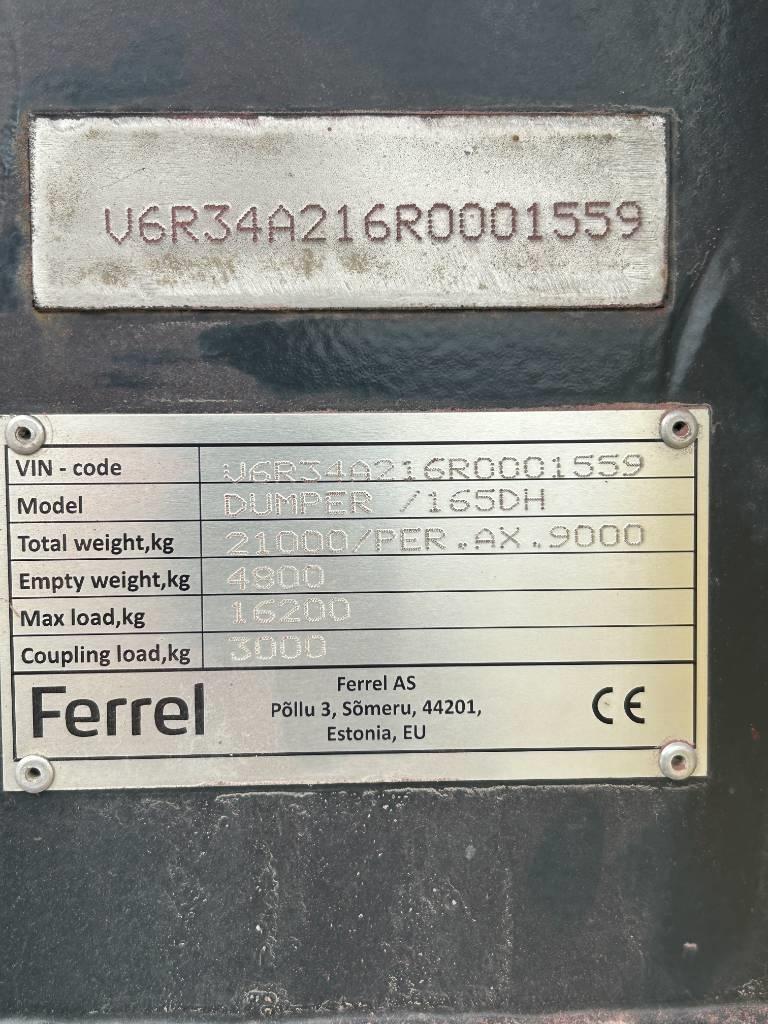 V6R34A216R0001559
VIN - code V6R34A216R0001559
Model DUMPER /165DH
Total weight,kg 21000/PER.AX.9000
Empty weight,kg 4800
Max load,kg 16200
Coupling load,kg 3000
Ferrel
Ferrel AS
Põllu 3, Sõmeru, 44201,
Estonia, EU
CE